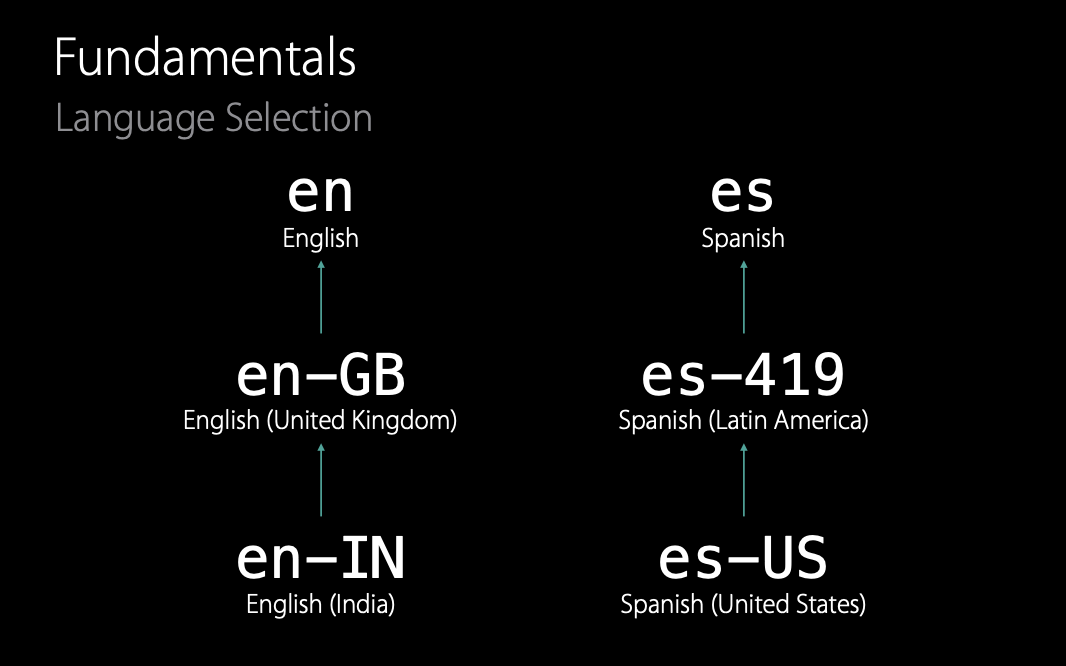 Fundamentals
Language Selection
en
English
en–GB
English (United Kingdom)
en–IN
English (India)
es
Spanish
es–419
Spanish (Latin America)
es–US
Spanish (United States)